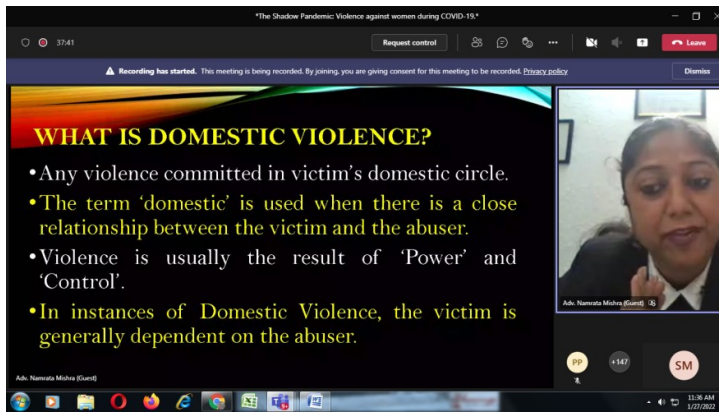 "The Shadow Pandemic: Violence against women during COVID-19."
37:41
Request control
Leave
Recording has started. This meeting is being recorded. By joining, you are giving consent for this meeting to be recorded. Privacy policy
Dismiss
WHAT IS DOMESTIC VIOLENCE?
•Any violence committed in victim's domestic circle.
•The term 'domestic' is used when there is a close
relationship between the victim and the abuser.
•Violence is usually the result of 'Power' and
'Control'.
•In instances of Domestic Violence, the victim is
generally dependent on the abuser.
Adv. Namrata Mishra (Guest)
Adv. Namrata Mishra (Guest)
PP
+147
SM
11:36 AM
1/27/2022